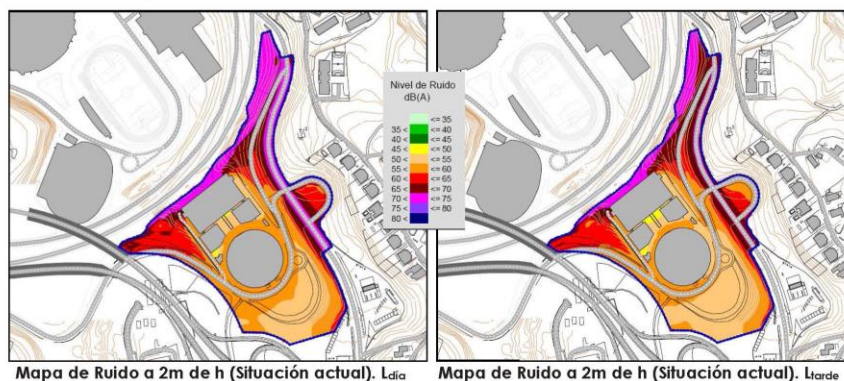 Nivel de Ruido
dB(A)
<= 35
35 < <= 40
40 < <= 45
45 < <= 50
50 < <= 55
55 < <= 60
60 < <= 65
65 < <= 70
70 < <= 75
75 < <= 80
80 <
Mapa de Ruido a 2m de h (Situación actual). Ldía
Mapa de Ruido a 2m de h (Situación actual). Ltarde